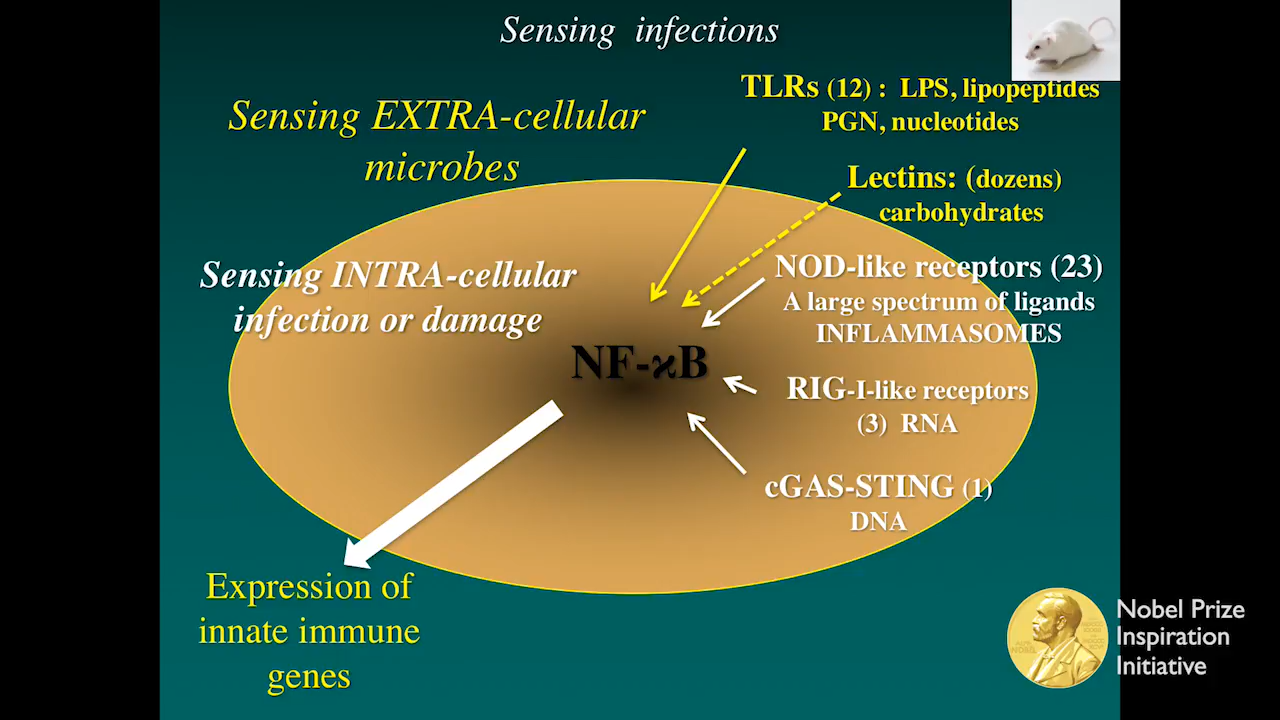 Sensing infections
TLRs (12) : LPS, lipopeptides
PGN, nucleotides
Sensing EXTRA-cellular
microbes
Lectins: (dozens)
carbohydrates
Sensing INTRA-cellular
infection or damage
NOD-like receptors (23)
A large spectrum of ligands
INFLAMMASOMES
NF-ϰB
RIG-I-like receptors
(3) RNA
cGAS-STING (1)
DNA
Expression of
innate immune
genes
Nobel Prize
Inspiration
Initiative